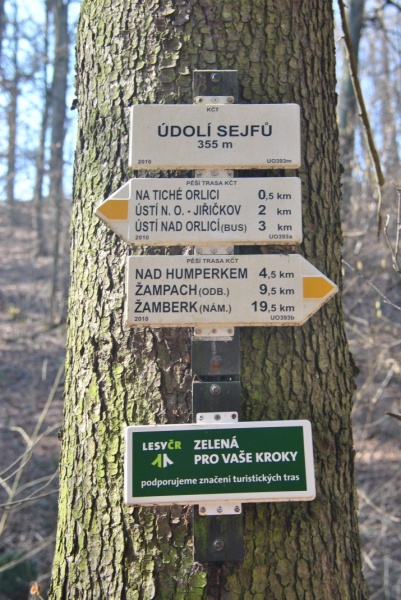 KČT
ÚDOLÍ SEJFŮ
355 m
2010 UO393m
PĚŠÍ TRASA KČT
NA TICHÉ ORLICI 0,5 km
ÚSTÍ N. O. - JIŘÍČKOV 2 km
ÚSTÍ NAD ORLICÍ (BUS) 3 km
2010 UO393a
PĚŠÍ TRASA KČT
NAD HUMPERKEM 4,5 km
ŽAMPACH (ODB.) 9,5 km
ŽAMBERK (NÁM.) 19,5 km
2010 UO393b
LESY ČR
ZELENÁ
PRO VAŠE KROKY
podporujeme značení turistických tras